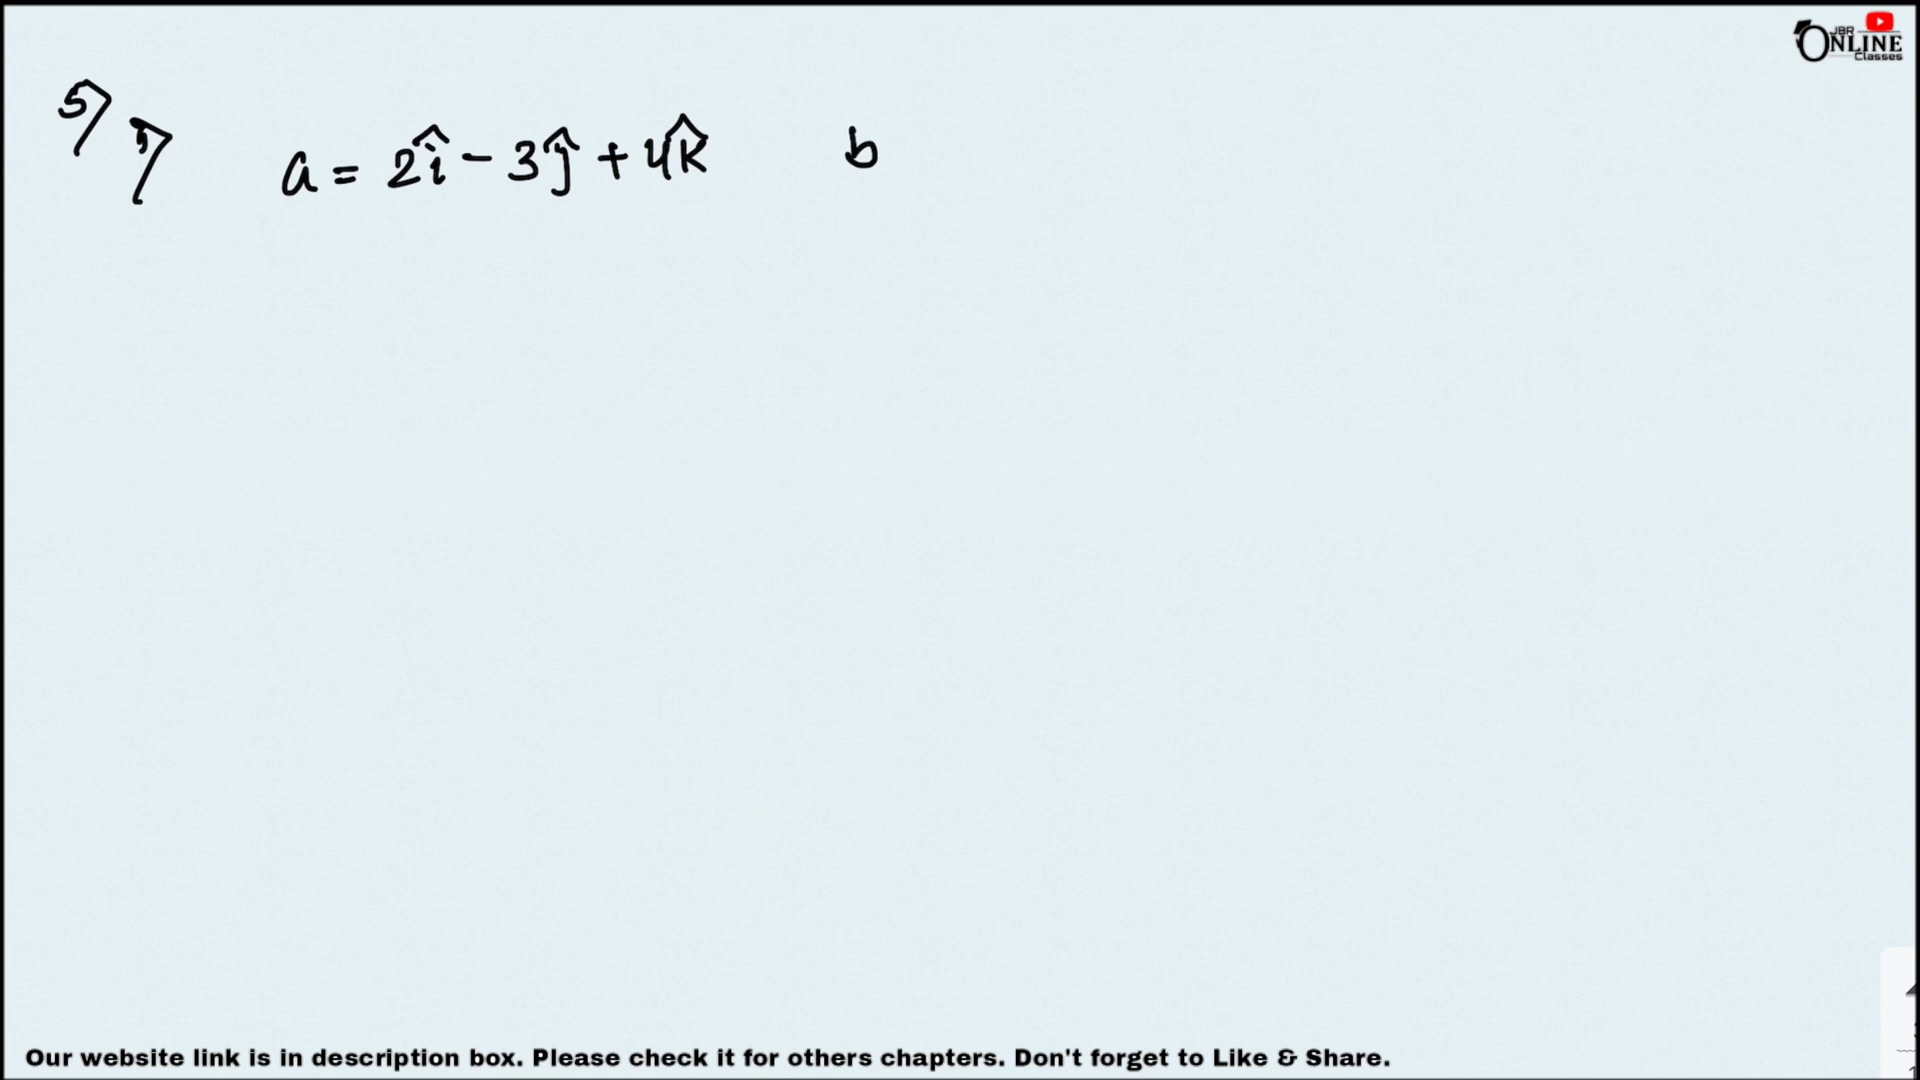 JBR
ONLINE
Classes
5) i) a = 2î - 3ĵ + 4k̂ b
Our website link is in description box. Please check it for others chapters. Don't forget to Like & Share.